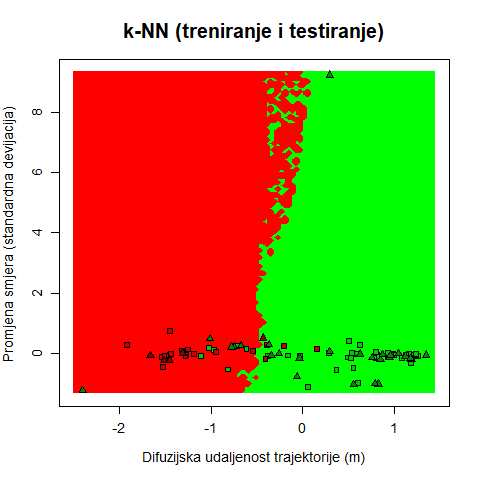 k-NN (treniranje i testiranje)
Promjena smjera (standardna devijacija)
8
6
4
2
0
-2 -1 0 1
Difuzijska udaljenost trajektorije (m)